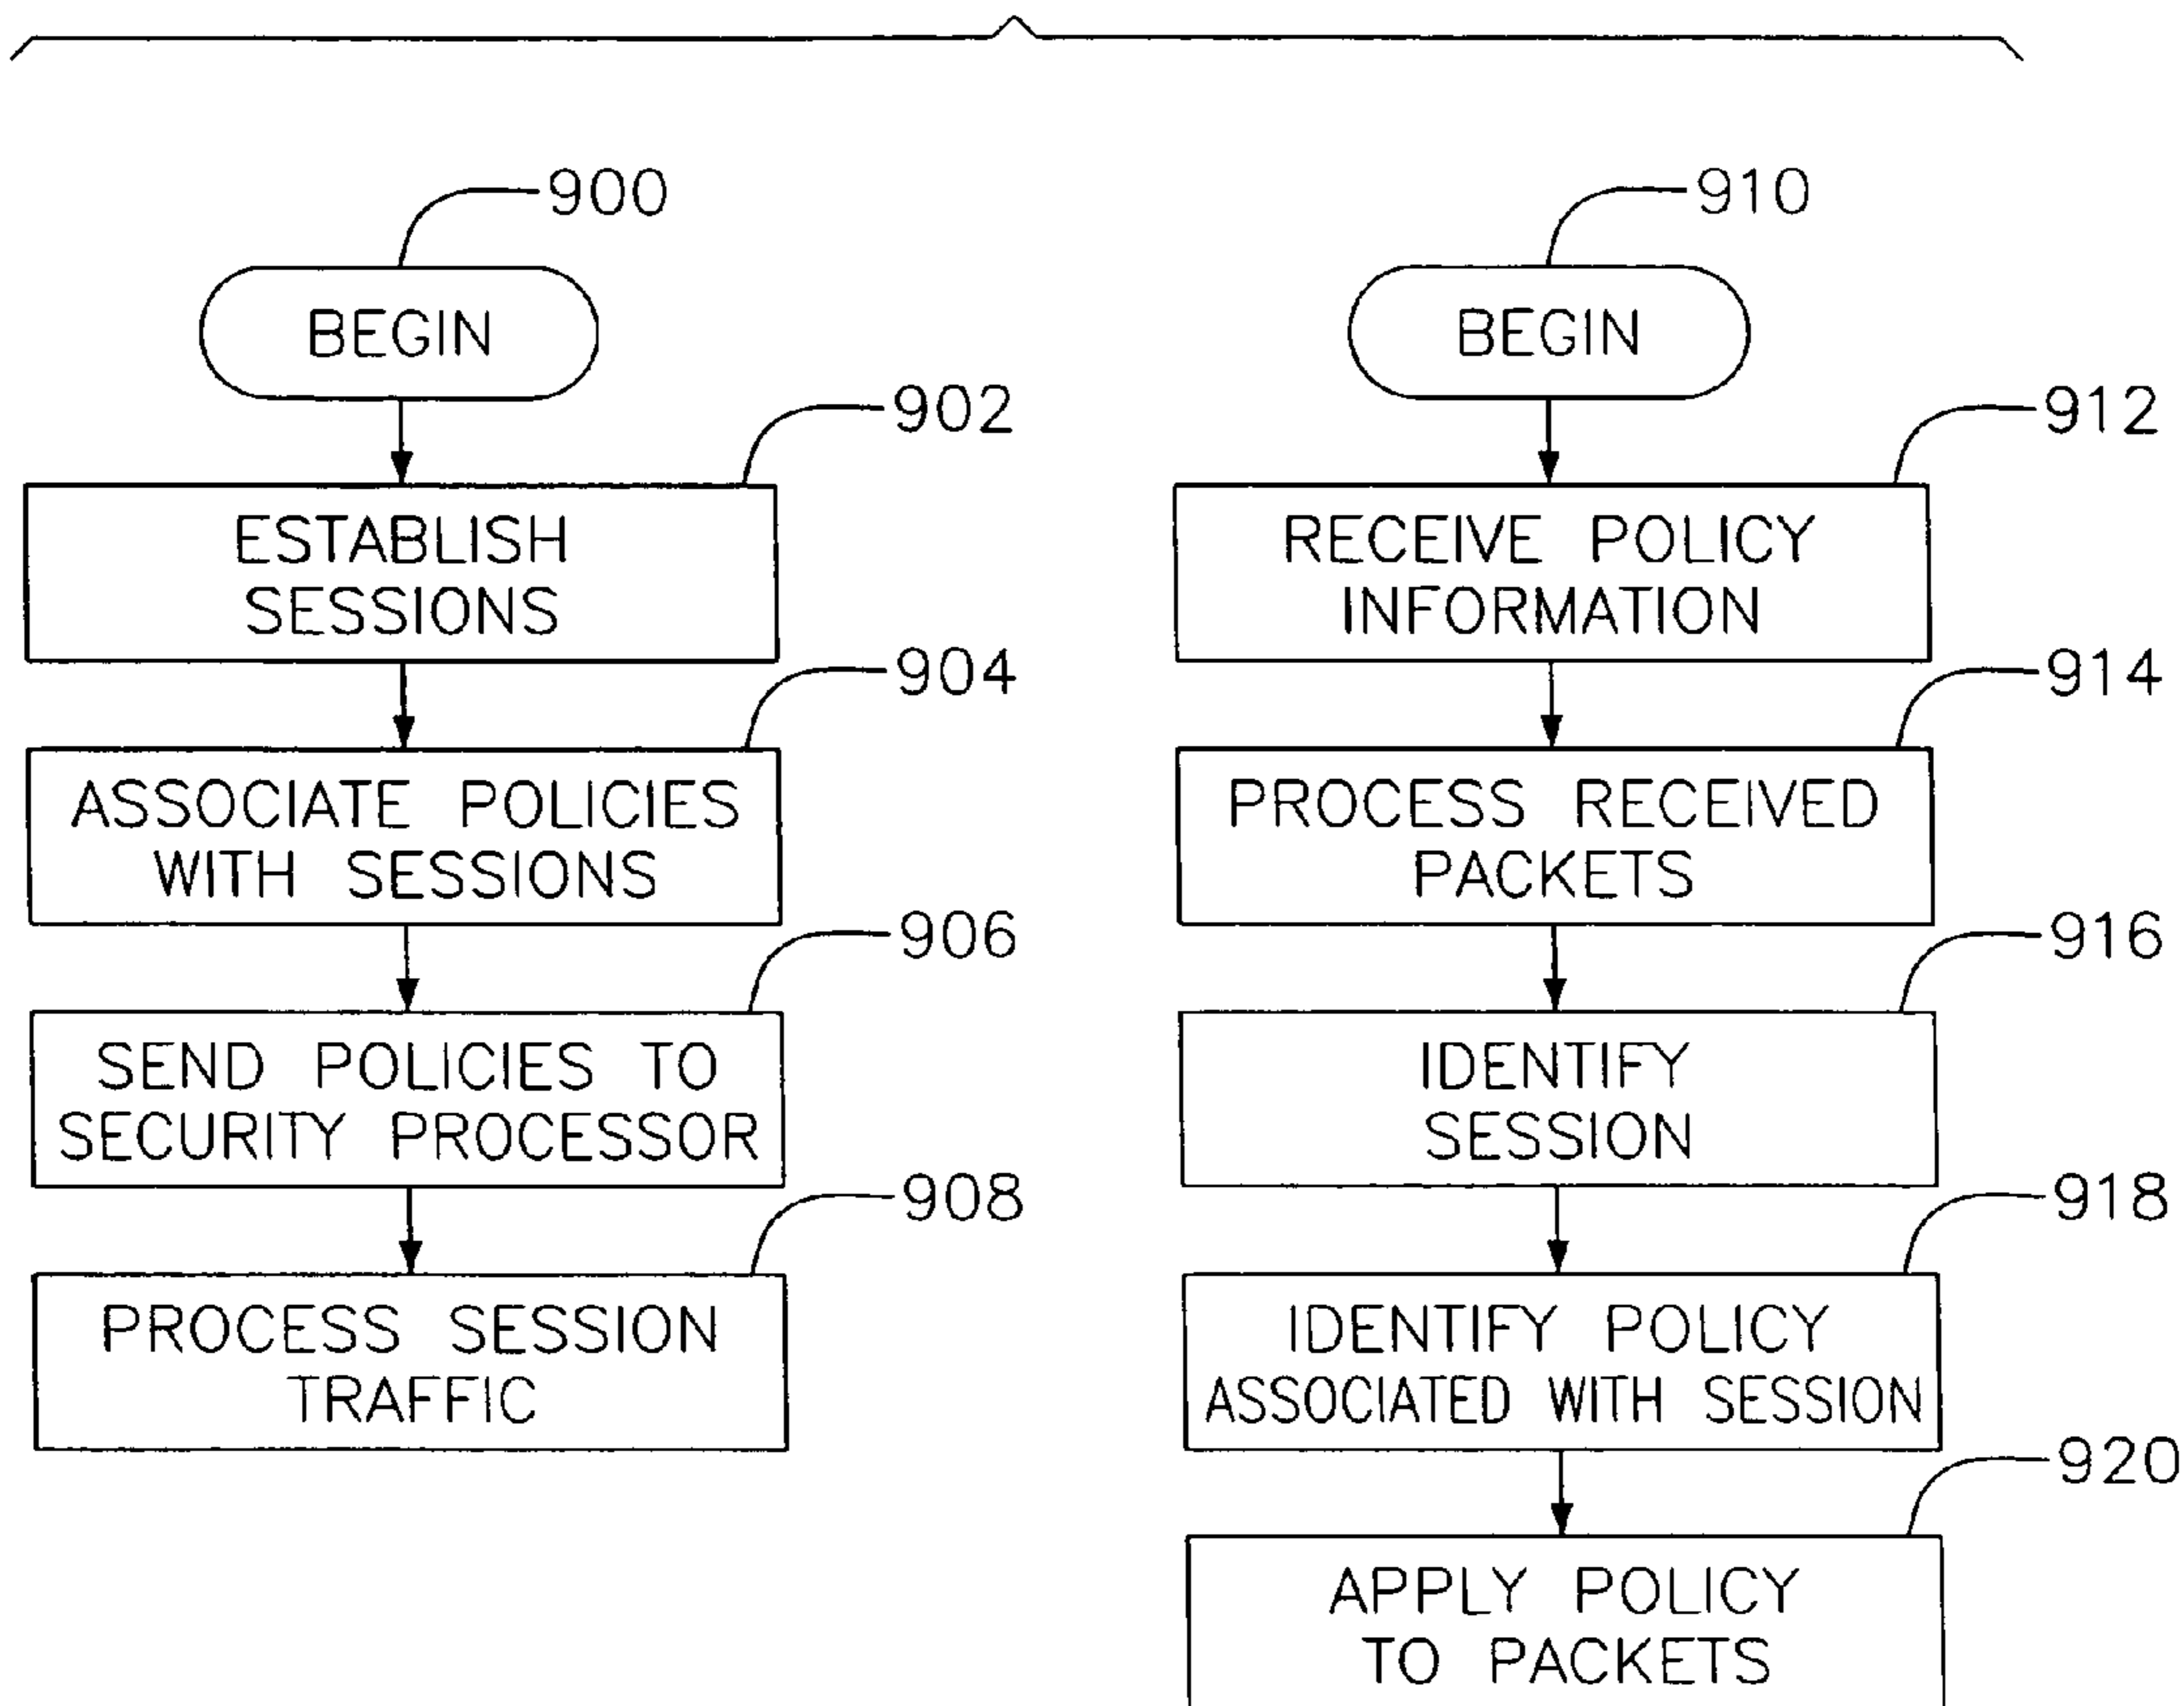 900
BEGIN
902
ESTABLISH
SESSIONS
904
ASSOCIATE POLICIES
WITH SESSIONS
906
SEND POLICIES TO
SECURITY PROCESSOR
908
PROCESS SESSION
TRAFFIC
910
BEGIN
912
RECEIVE POLICY
INFORMATION
914
PROCESS RECEIVED
PACKETS
916
IDENTIFY
SESSION
918
IDENTIFY POLICY
ASSOCIATED WITH SESSION
920
APPLY POLICY
TO PACKETS